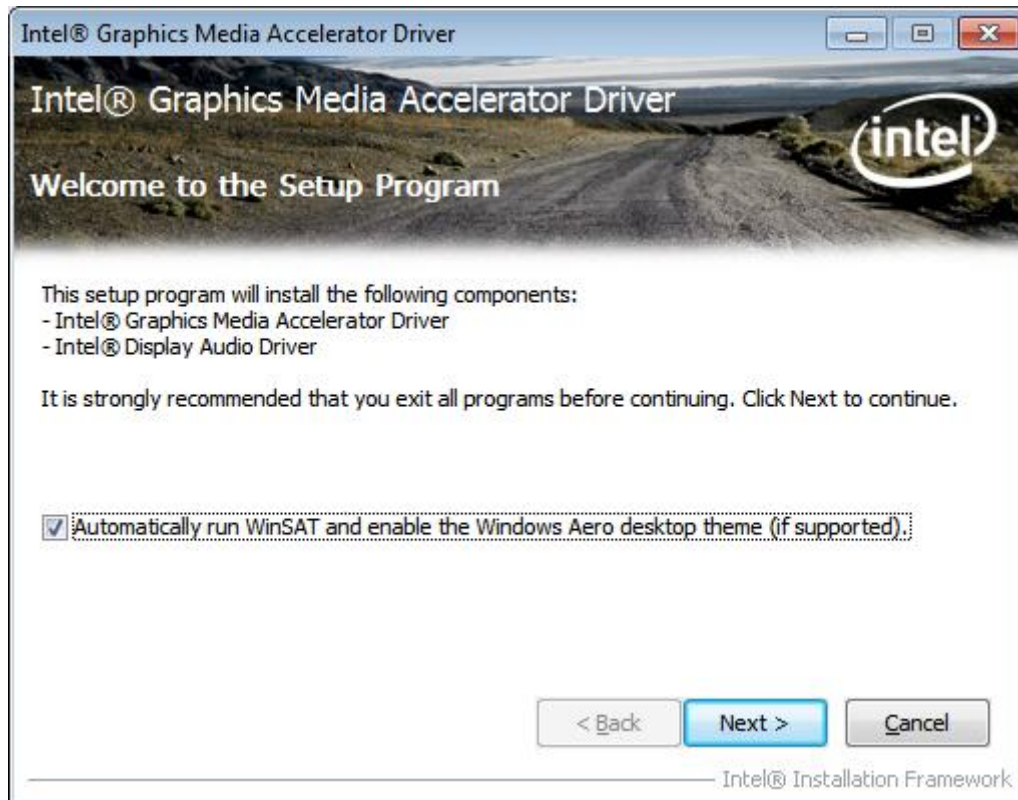 Intel® Graphics Media Accelerator Driver
Intel® Graphics Media Accelerator Driver
intel
Welcome to the Setup Program
This setup program will install the following components:
- Intel® Graphics Media Accelerator Driver
- Intel® Display Audio Driver
It is strongly recommended that you exit all programs before continuing. Click Next to continue.
Automatically run WinSAT and enable the Windows Aero desktop theme (if supported).
< Back Next > Cancel
Intel® Installation Framework